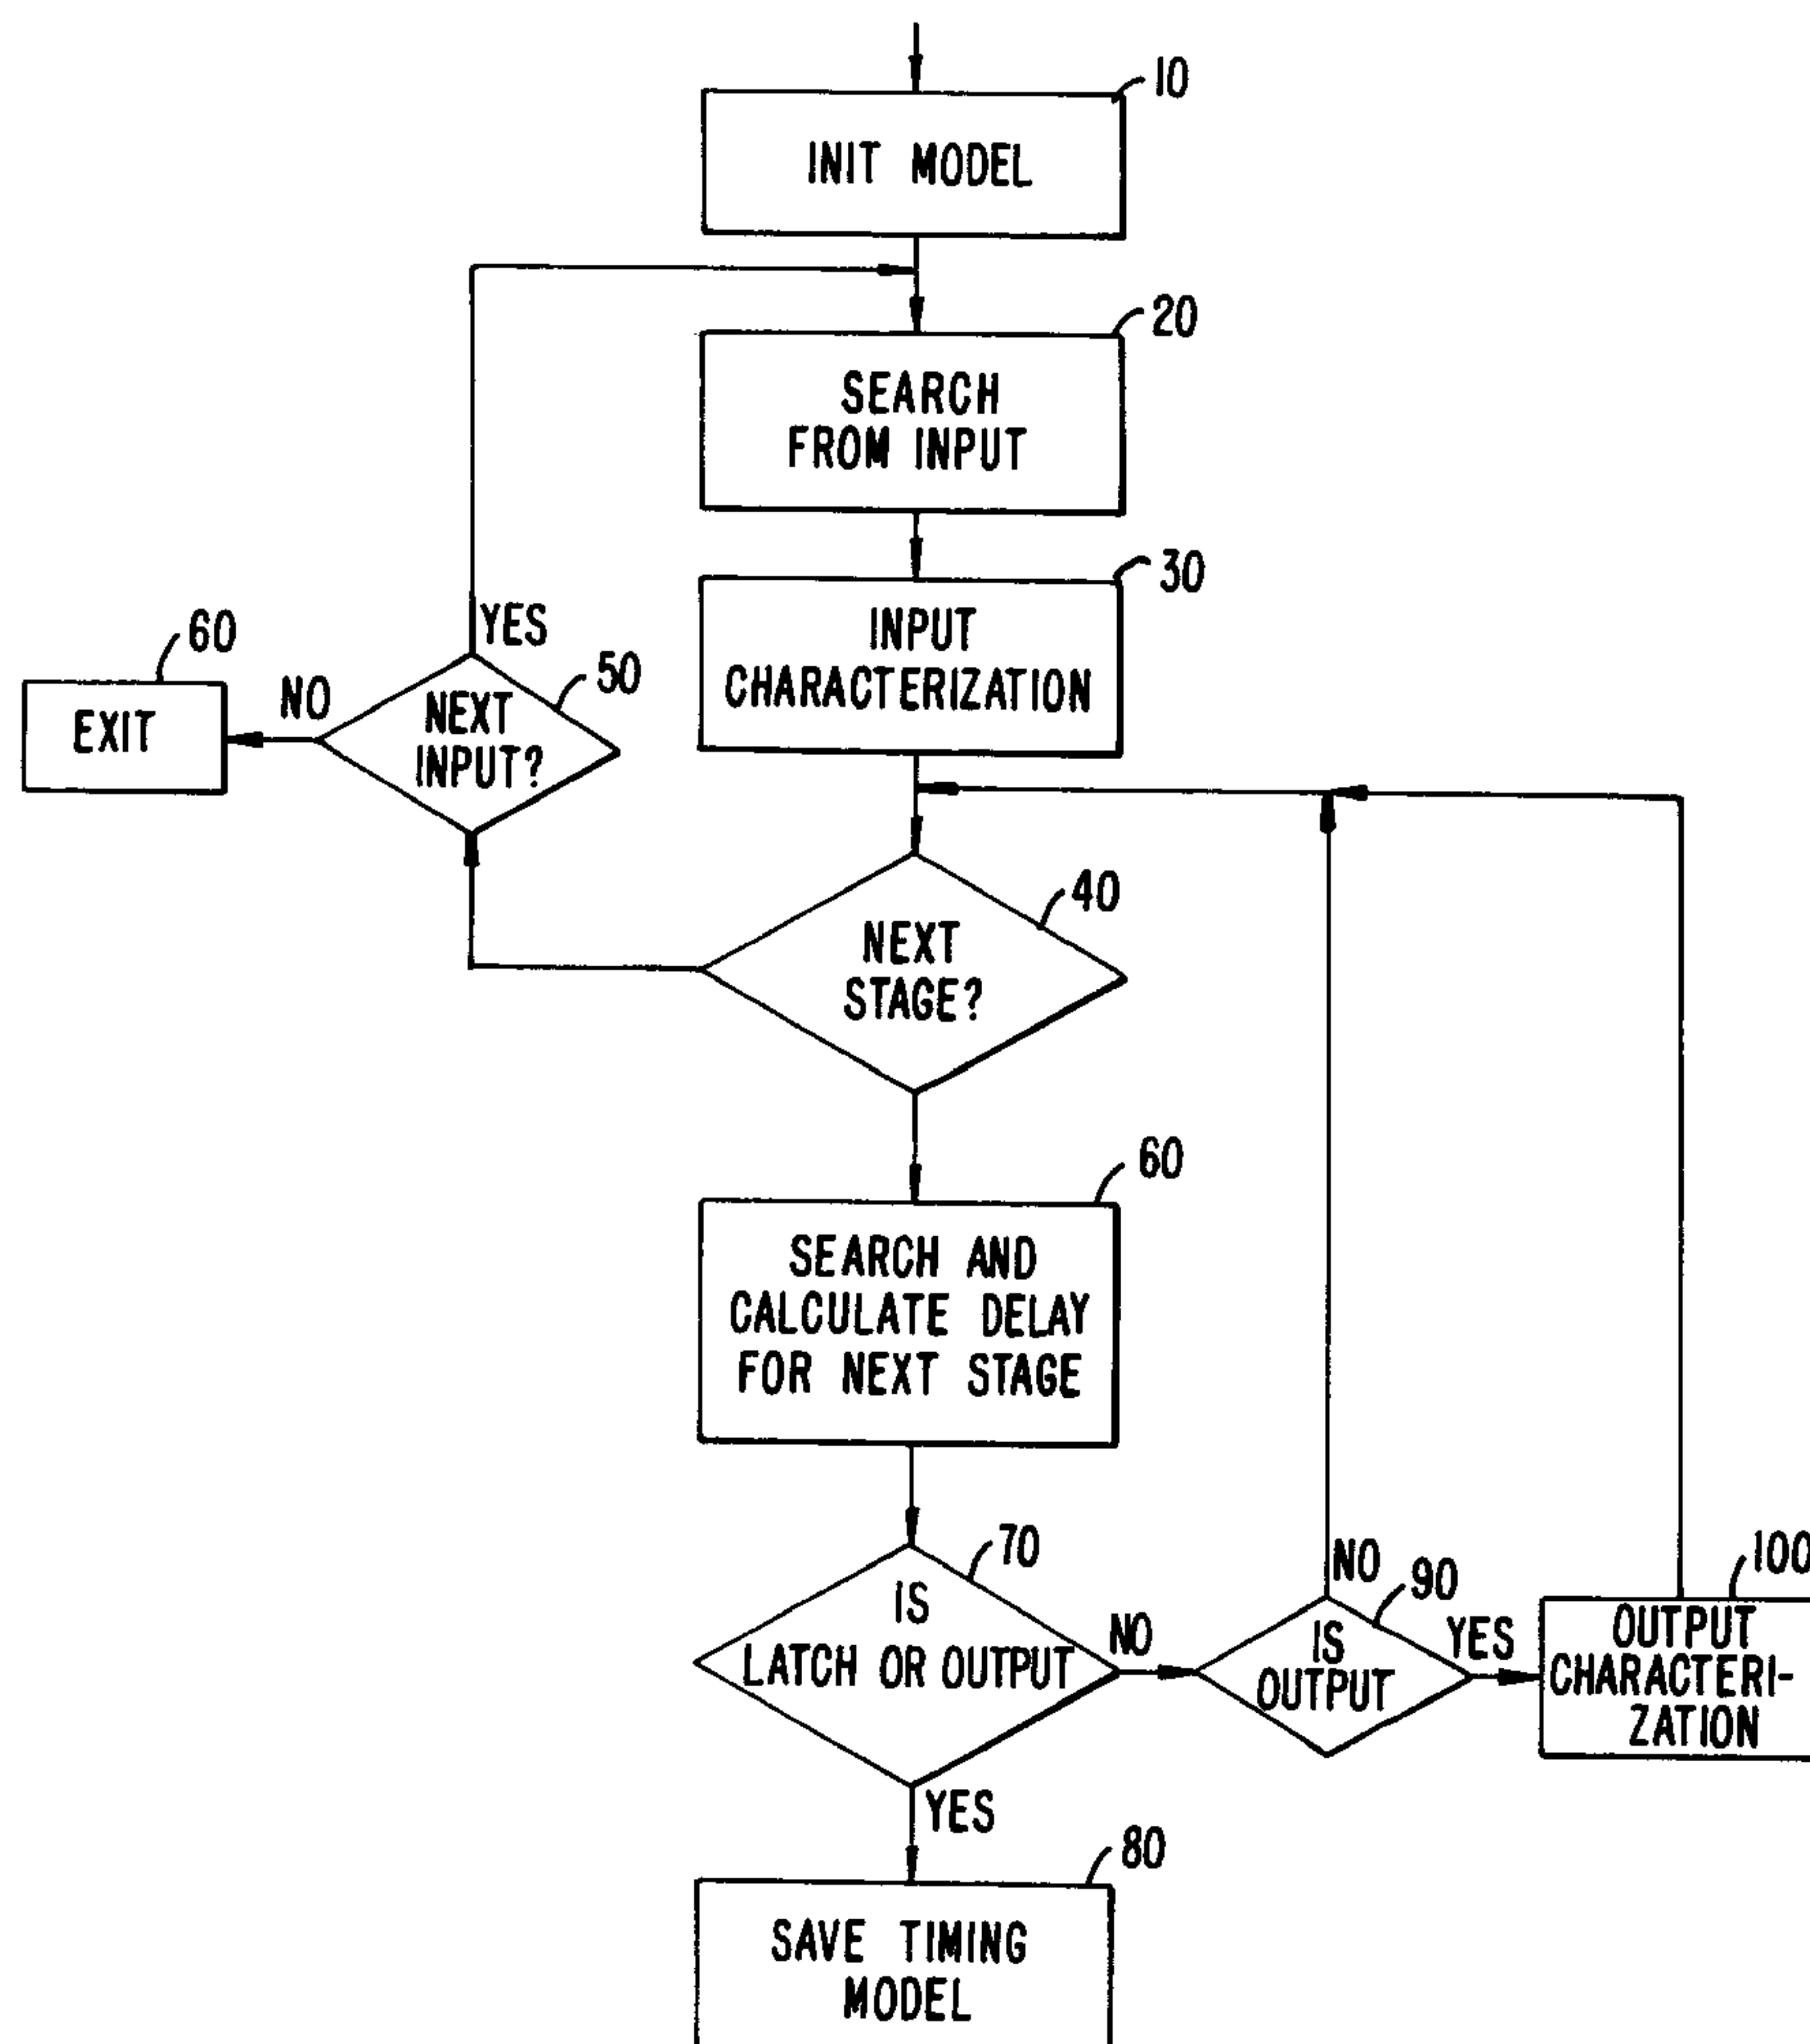 10
INIT MODEL
20
SEARCH
FROM INPUT
30
INPUT
CHARACTERIZATION
YES
60
50
NO
EXIT
NEXT
INPUT?
40
NEXT
STAGE?
60
SEARCH AND
CALCULATE DELAY
FOR NEXT STAGE
70
IS
LATCH OR OUTPUT
NO
NO
90
IS
OUTPUT
YES
100
OUTPUT
CHARACTERI-
ZATION
YES
80
SAVE TIMING
MODEL